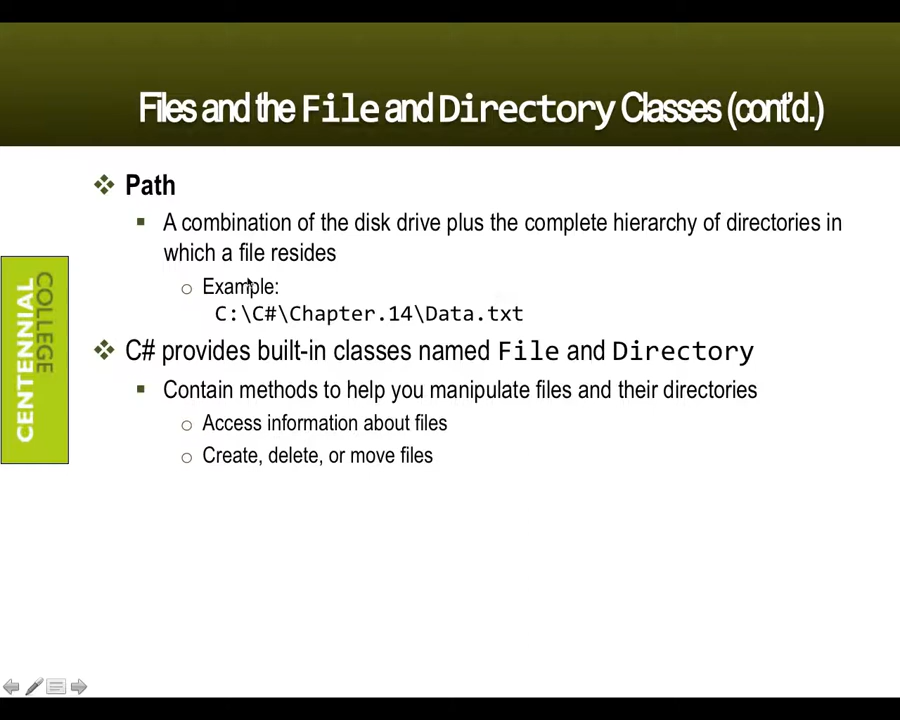 Files and the File and Directory Classes (cont'd.)
Path
A combination of the disk drive plus the complete hierarchy of directories in
which a file resides
Example:
C:\C#\Chapter.14\Data.txt
C# provides built-in classes named File and Directory
Contain methods to help you manipulate files and their directories
Access information about files
Create, delete, or move files
CENTENNIAL
COLLEGE